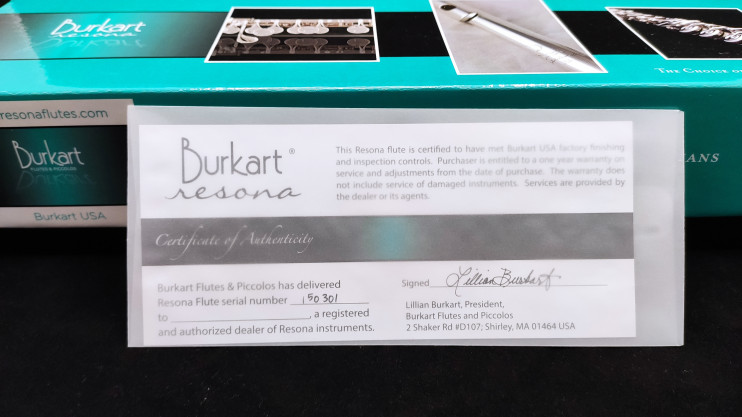 Burkart
resona
THE CHOICE O
resonaflutes.com
Burkart
FLUTES & PICCOLOS
Burkart USA
IANS
Burkart®
resona
This Resona flute is certified to have met Burkart USA factory finishing
and inspection controls. Purchaser is entitled to a one year warranty on
service and adjustments from the date of purchase. The warranty does
not include service of damaged instruments. Services are provided by
the dealer or its agents.
Certificate of Authenticity
Burkart Flutes & Piccolos has delivered
Resona Flute serial number 150301
to , a registered
and authorized dealer of Resona instruments.
Signed Lillian Burkart
Lillian Burkart, President,
Burkart Flutes and Piccolos
2 Shaker Rd #D107; Shirley, MA 01464 USA